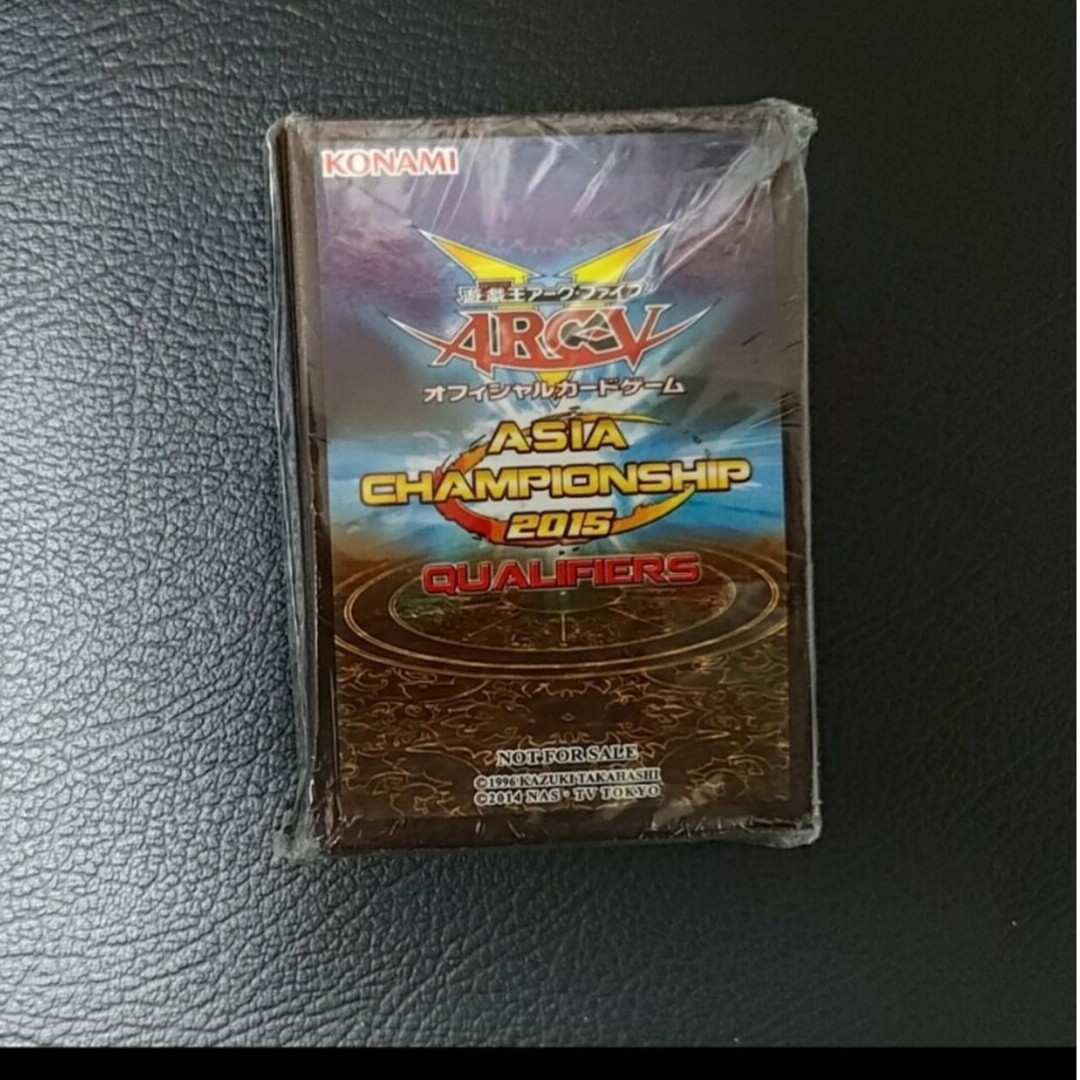 KONAMI
遊戯王アーク・ファイブ
ARC-V
オフィシャルカードゲーム
ASIA
CHAMPIONSHIP
2015
QUALIFIERS
NOT FOR SALE
©1996 KAZUKI TAKAHASHI
©2014 NAS・TV TOKYO